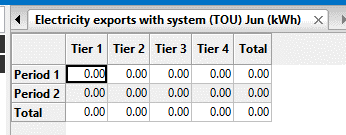 Electricity exports with system (TOU) Jun (kWh)
Tier 1 Tier 2 Tier 3 Tier 4 Total
Period 1 0.00 0.00 0.00 0.00 0.00
Period 2 0.00 0.00 0.00 0.00 0.00
Total 0.00 0.00 0.00 0.00 0.00